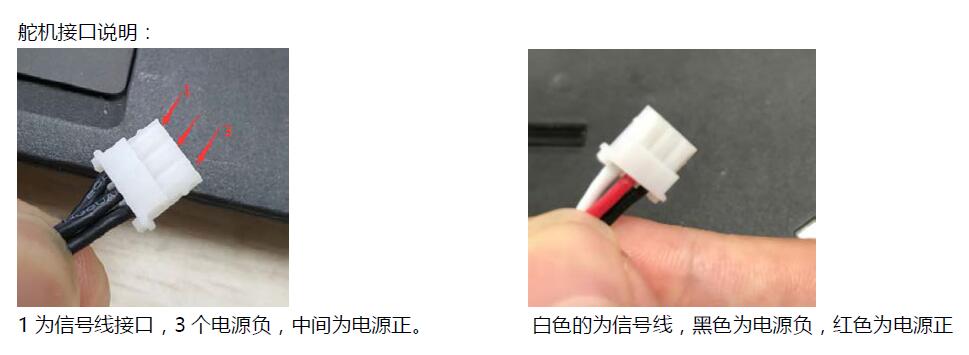 舵机接口说明：
1
3
1 为信号线接口，3 个电源负，中间为电源正。
白色的为信号线，黑色为电源负，红色为电源正